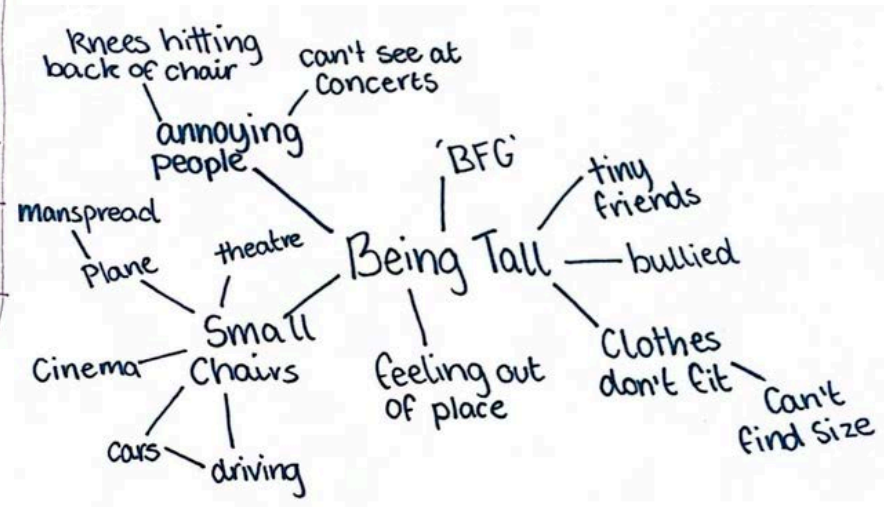 Knees hitting
back of chair
can't see at
concerts
annoying
people
'BFG'
tiny
friends
manspread
theatre
Being Tall
bullied
Plane
Small
Chairs
Cinema
feeling out
of place
Clothes
don't fit
Can't
find size
cars
driving